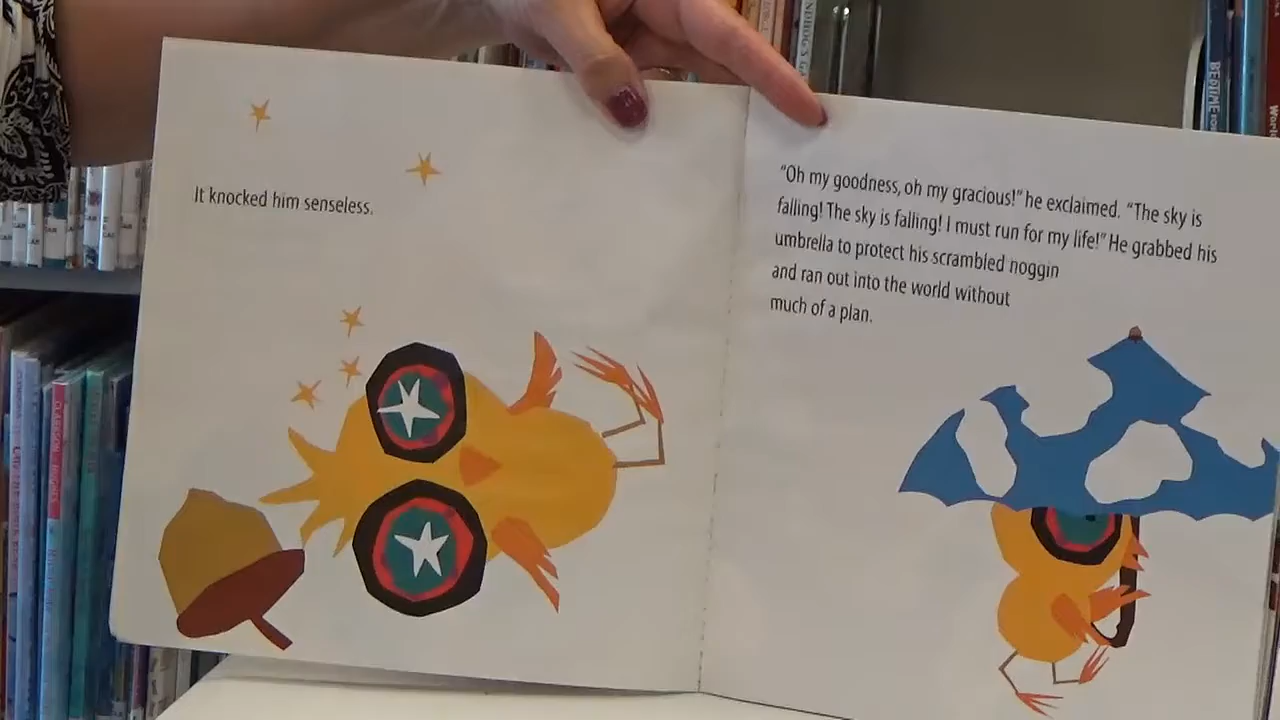 It knocked him senseless.
"Oh my goodness, oh my gracious!" he exclaimed. "The sky is
falling! The sky is falling! I must run for my life!" He grabbed his
umbrella to protect his scrambled noggin
and ran out into the world without
much of a plan.
BEDTIME